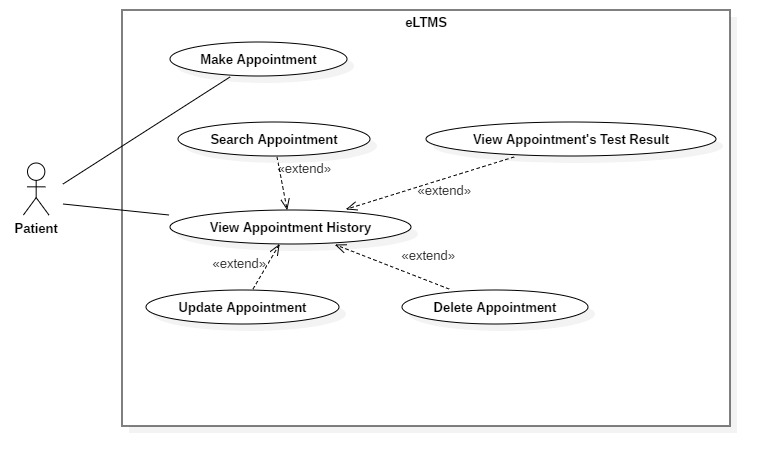 eLTMS
Make Appointment
Search Appointment
View Appointment's Test Result
«extend»
«extend»
Patient
View Appointment History
«extend»
«extend»
Update Appointment
Delete Appointment